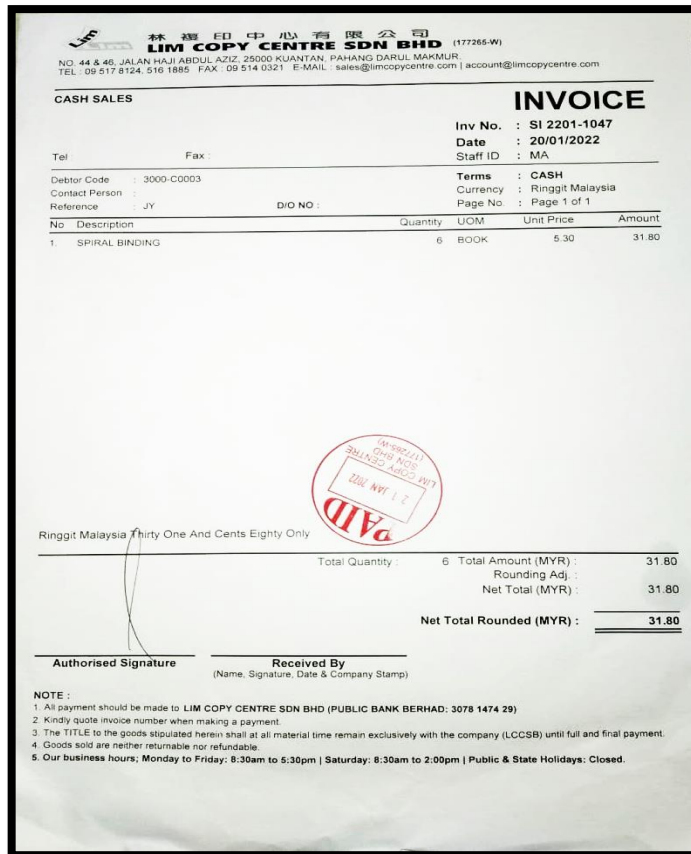 Lim
Lim
林複印中心有限公司
LIM COPY CENTRE SDN BHD (177265-W)
NO. 44 & 46, JALAN HAJI ABDUL AZIZ, 25000 KUANTAN, PAHANG DARUL MAKMUR.
TEL : 09 517 8124, 516 1885 FAX : 09 514 0321 E-MAIL : sales@limcopycentre.com | account@limcopycentre.com
CASH SALES
INVOICE
Inv No. : SI 2201-1047
Date : 20/01/2022
Tel : Fax : Staff ID : MA
Debtor Code : 3000-C0003 Terms : CASH
Contact Person : Currency : Ringgit Malaysia
Reference : JY D/O NO : Page No. : Page 1 of 1
No Description Quantity UOM Unit Price Amount
1. SPIRAL BINDING 6 BOOK 5.30 31.80
PAID
21 JAN 2022
LIM COPY CENTRE
SDN BHD
(177265-W)
Ringgit Malaysia Thirty One And Cents Eighty Only
Total Quantity : 6 Total Amount (MYR) : 31.80
Rounding Adj. :
Net Total (MYR) : 31.80
Net Total Rounded (MYR) : 31.80
Authorised Signature Received By
(Name, Signature, Date & Company Stamp)
NOTE :
1. All payment should be made to LIM COPY CENTRE SDN BHD (PUBLIC BANK BERHAD: 3078 1474 29)
2. Kindly quote invoice number when making a payment.
3. The TITLE to the goods stipulated herein shall at all material time remain exclusively with the company (LCCSB) until full and final payment.
4. Goods sold are neither returnable nor refundable.
5. Our business hours; Monday to Friday: 8:30am to 5:30pm | Saturday: 8:30am to 2:00pm | Public & State Holidays: Closed.